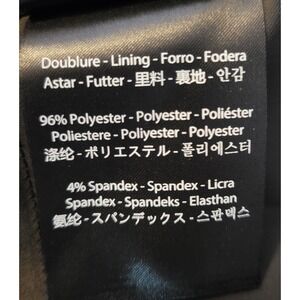 Doublure - Lining - Forro - Fodera
Astar - Futter - 里料 - 裏地 - 안감
96% Polyester - Polyester - Poliéster
Poliestere - Poliyester - Polyester
涤纶 - ポリエステル - 폴리에스터
4% Spandex - Spandex - Licra
Spandex - Spandeks - Elasthan
氨纶 - スパンデックス - 스판덱스